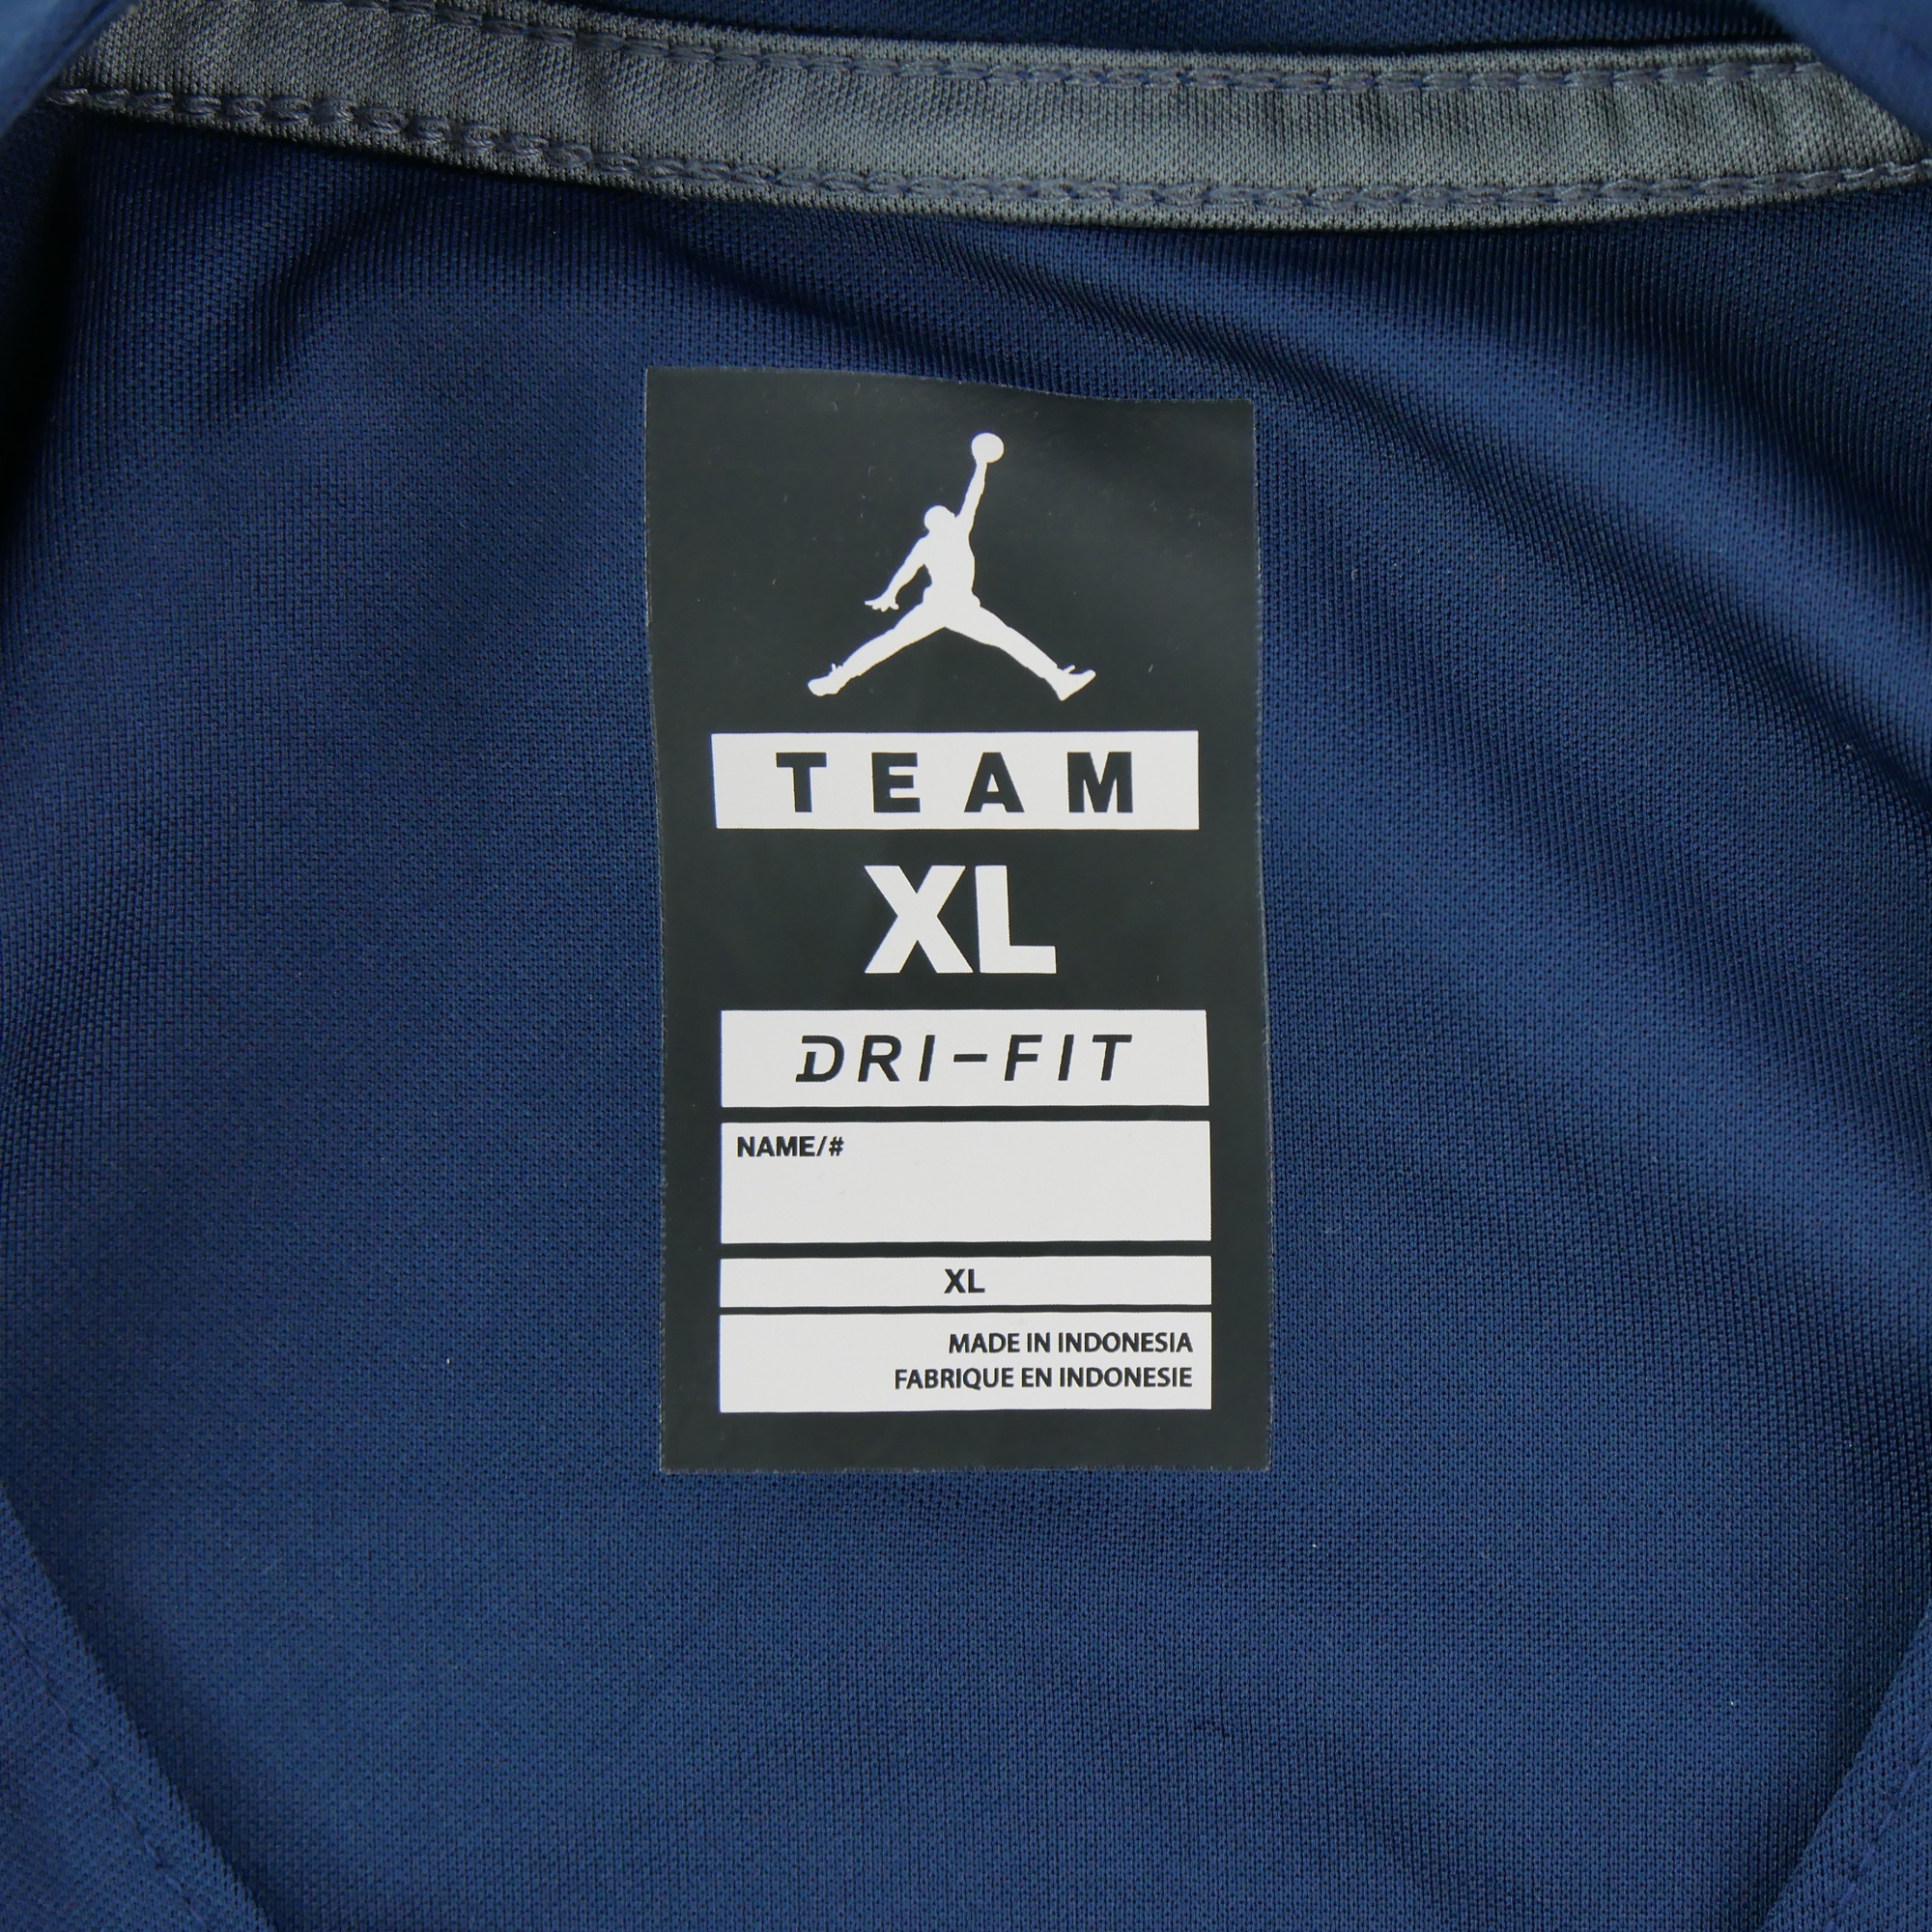 TEAM
XL
DRI-FIT
NAME/#
XL
MADE IN INDONESIA
FABRIQUE EN INDONESIE